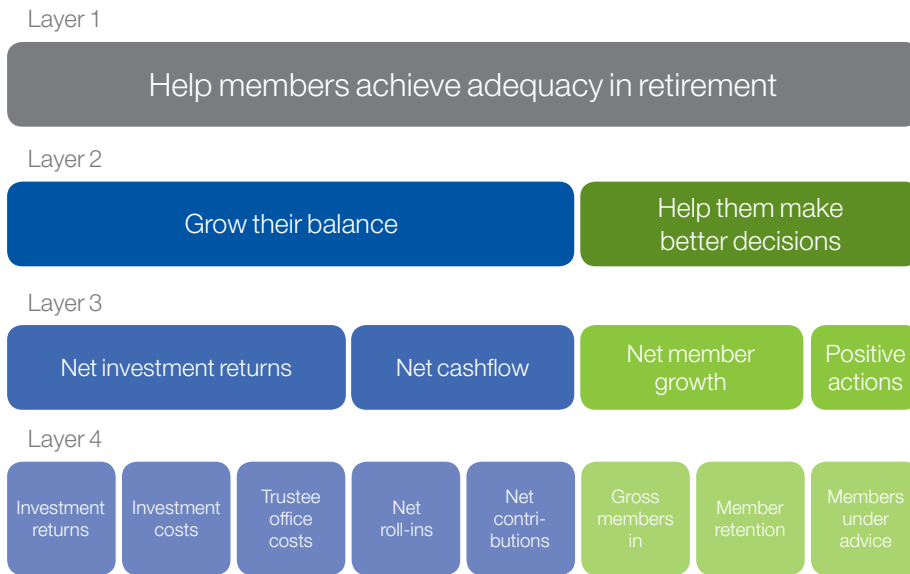 Layer 1
Help members achieve adequacy in retirement
Layer 2
Grow their balance
Help them make
better decisions
Layer 3
Net investment returns
Net cashflow
Net member
growth
Positive
actions
Layer 4
Investment
returns
Investment
costs
Trustee
office
costs
Net
roll-ins
Net
contri-
butions
Gross
members
in
Member
retention
Members
under
advice